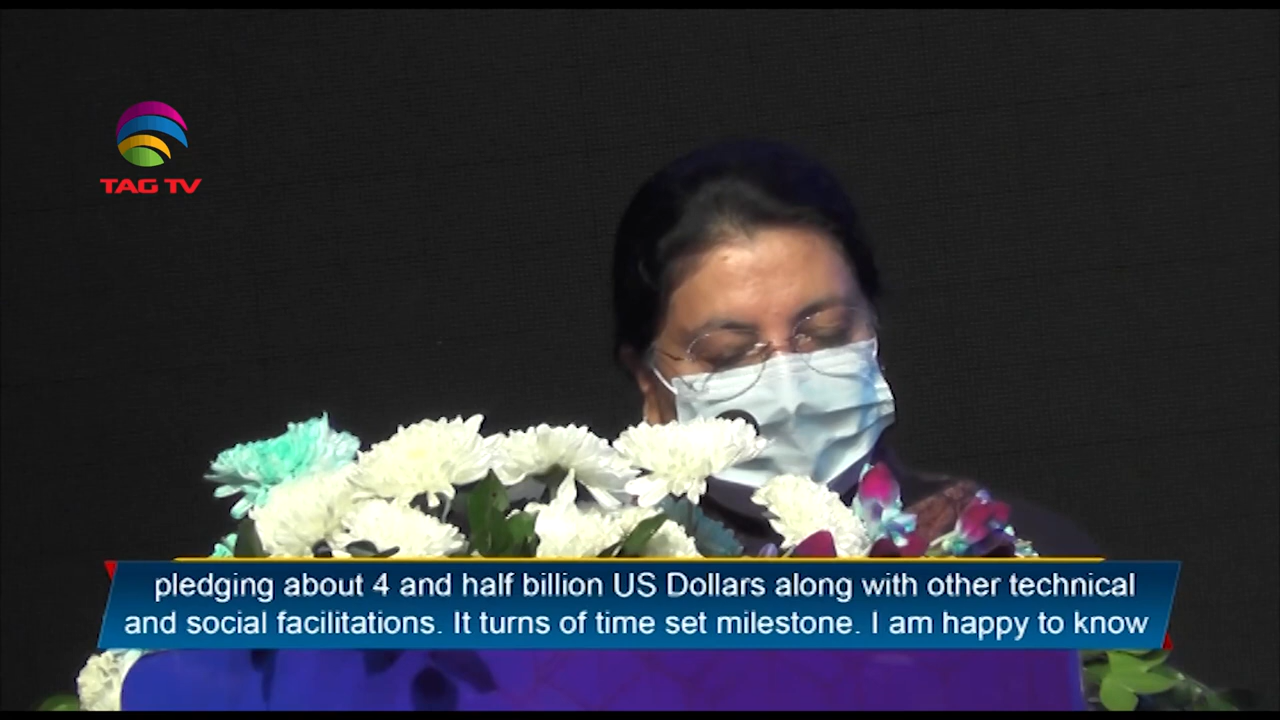 TAG TV
pledging about 4 and half billion US Dollars along with other technical
and social facilitations. It turns of time set milestone. I am happy to know